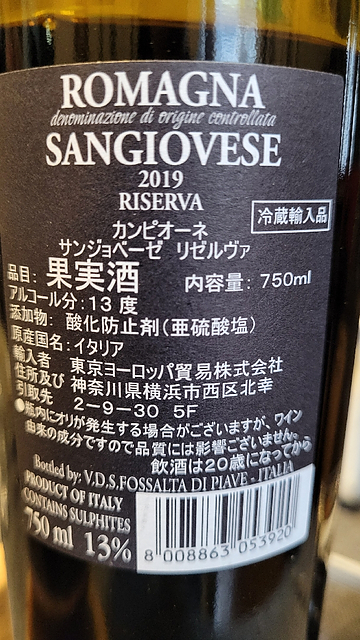 ROMAGNA
denominazione di origine controllata
SANGIOVESE
2019
RISERVA
冷蔵輸入品
カンピオーネ
サンジョベーゼ リゼルヴァ
品目: 果実酒 内容量: 750ml
アルコール分:13 度
添加物: 酸化防止剤(亜硫酸塩)
原産国名:イタリア
輸入者 東京ヨーロッパ貿易株式会社
住所及び 神奈川県横浜市西区北幸
引取先 2-9-30 5F
●瓶内にオリが発生する場合がございますが、ワイン
由来の成分ですので品質には影響ございません。
飲酒は20歳になってから
Bottled by: V.D.S.FOSSALTA DI PIAVE - ITALIA
PRODUCT OF ITALY
CONTAINS SULPHITES
750 ml 13%
8 008863 053920